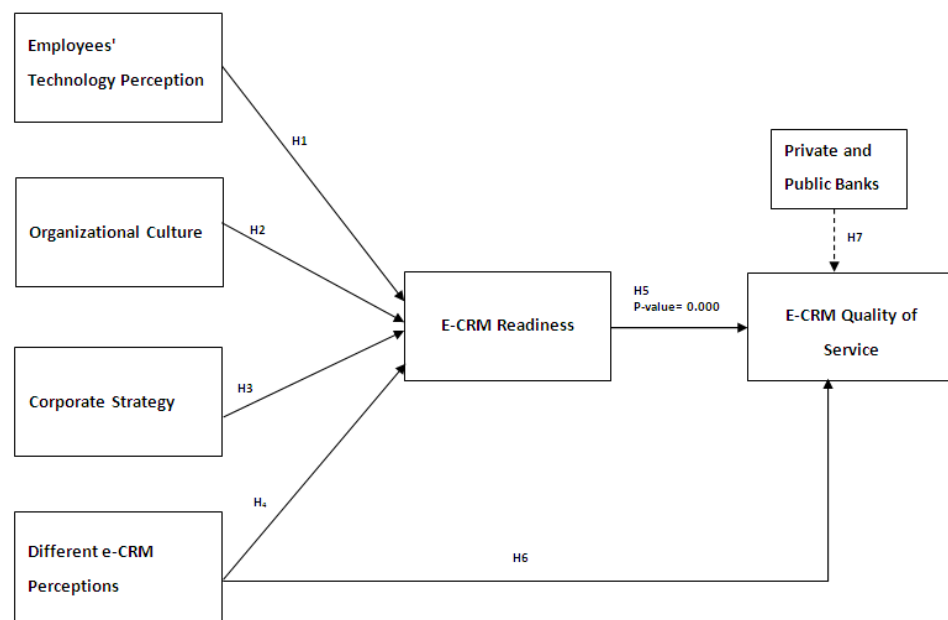 Employees'
Technology Perception
H1
Private and
Public Banks
Organizational Culture
H2
H7
H5
P-value= 0.000
E-CRM Readiness
E-CRM Quality of
Service
H3
Corporate Strategy
H₄
Different e-CRM
Perceptions
H6